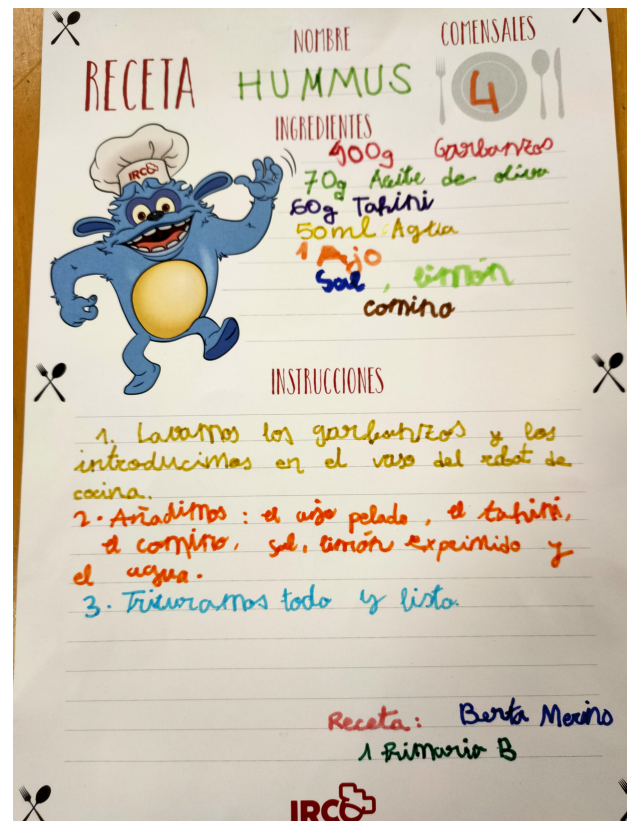 NOMBRE
COMENSALES
RECETA
HUMMUS
4
INGREDIENTES
400g Garbanzos
70g Aceite de oliva
60g Tahini
50ml Agua
1 Ajo
Sal, limón
comino
IRCO
INSTRUCCIONES
1. Lavamos los garbanzos y los
introducimos en el vaso del robot de
cocina.
2. Añadimos: el ajo pelado, el tahini,
el comino, sal, limón exprimido y
el agua.
3. Trituramos todo y listo.
Receta: Berta Merino
1 Primaria B
IRCO